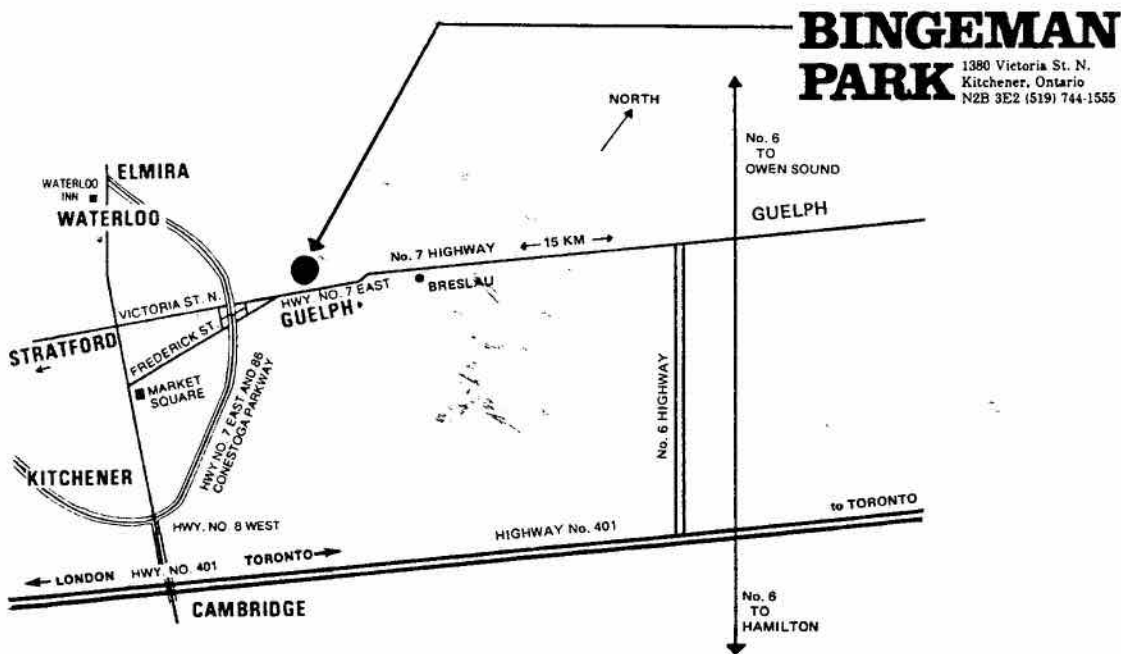 BINGEMAN
PARK
1380 Victoria St. N.
Kitchener, Ontario
N2B 3E2 (519) 744-1555
NORTH
No. 6
TO
OWEN SOUND
ELMIRA
WATERLOO
INN
WATERLOO
GUELPH
15 KM
No. 7 HIGHWAY
BRESLAU
HWY. NO. 7 EAST
GUELPH
VICTORIA ST. N.
FREDERICK ST.
STRATFORD
MARKET
SQUARE
HWY NO. 7 EAST AND 86
CONESTOGA PARKWAY
No. 6 HIGHWAY
KITCHENER
HWY. NO. 8 WEST
to TORONTO
HIGHWAY No. 401
LONDON
HWY. NO. 401
TORONTO
CAMBRIDGE
No. 6
TO
HAMILTON